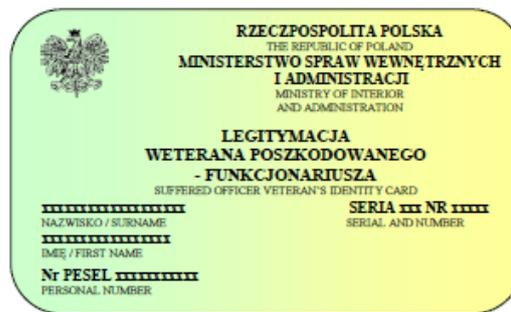 RZECZPOSPOLITA POLSKA
THE REPUBLIC OF POLAND
MINISTERSTWO SPRAW WEWNĘTRZNYCH
I ADMINISTRACJI
MINISTRY OF INTERIOR
AND ADMINISTRATION
LEGITYMACJA
WETERANA POSZKODOWANEGO
- FUNKCJONARIUSZA
SUFFERED OFFICER VETERAN'S IDENTITY CARD
xxxxxxxxxxxxxxxxxx SERIA xxx NR xxxxx
NAZWISKO / SURNAME SERIAL AND NUMBER
xxxxxxxxxxxxxxxx
IMIĘ / FIRST NAME
Nr PESEL xxxxxxxxxxx
PERSONAL NUMBER